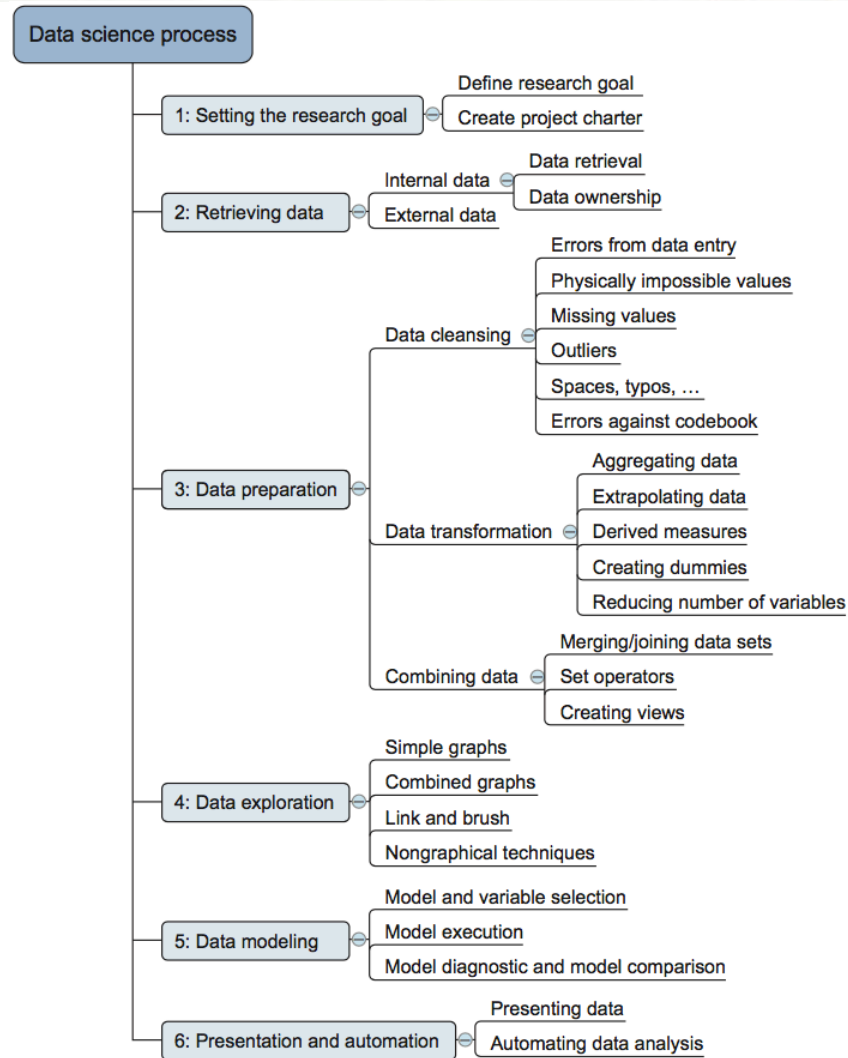 Data science process
1: Setting the research goal
Define research goal
Create project charter
2: Retrieving data
Internal data
Data retrieval
Data ownership
External data
3: Data preparation
Data cleansing
Errors from data entry
Physically impossible values
Missing values
Outliers
Spaces, typos, …
Errors against codebook
Data transformation
Aggregating data
Extrapolating data
Derived measures
Creating dummies
Reducing number of variables
Combining data
Merging/joining data sets
Set operators
Creating views
4: Data exploration
Simple graphs
Combined graphs
Link and brush
Nongraphical techniques
5: Data modeling
Model and variable selection
Model execution
Model diagnostic and model comparison
6: Presentation and automation
Presenting data
Automating data analysis